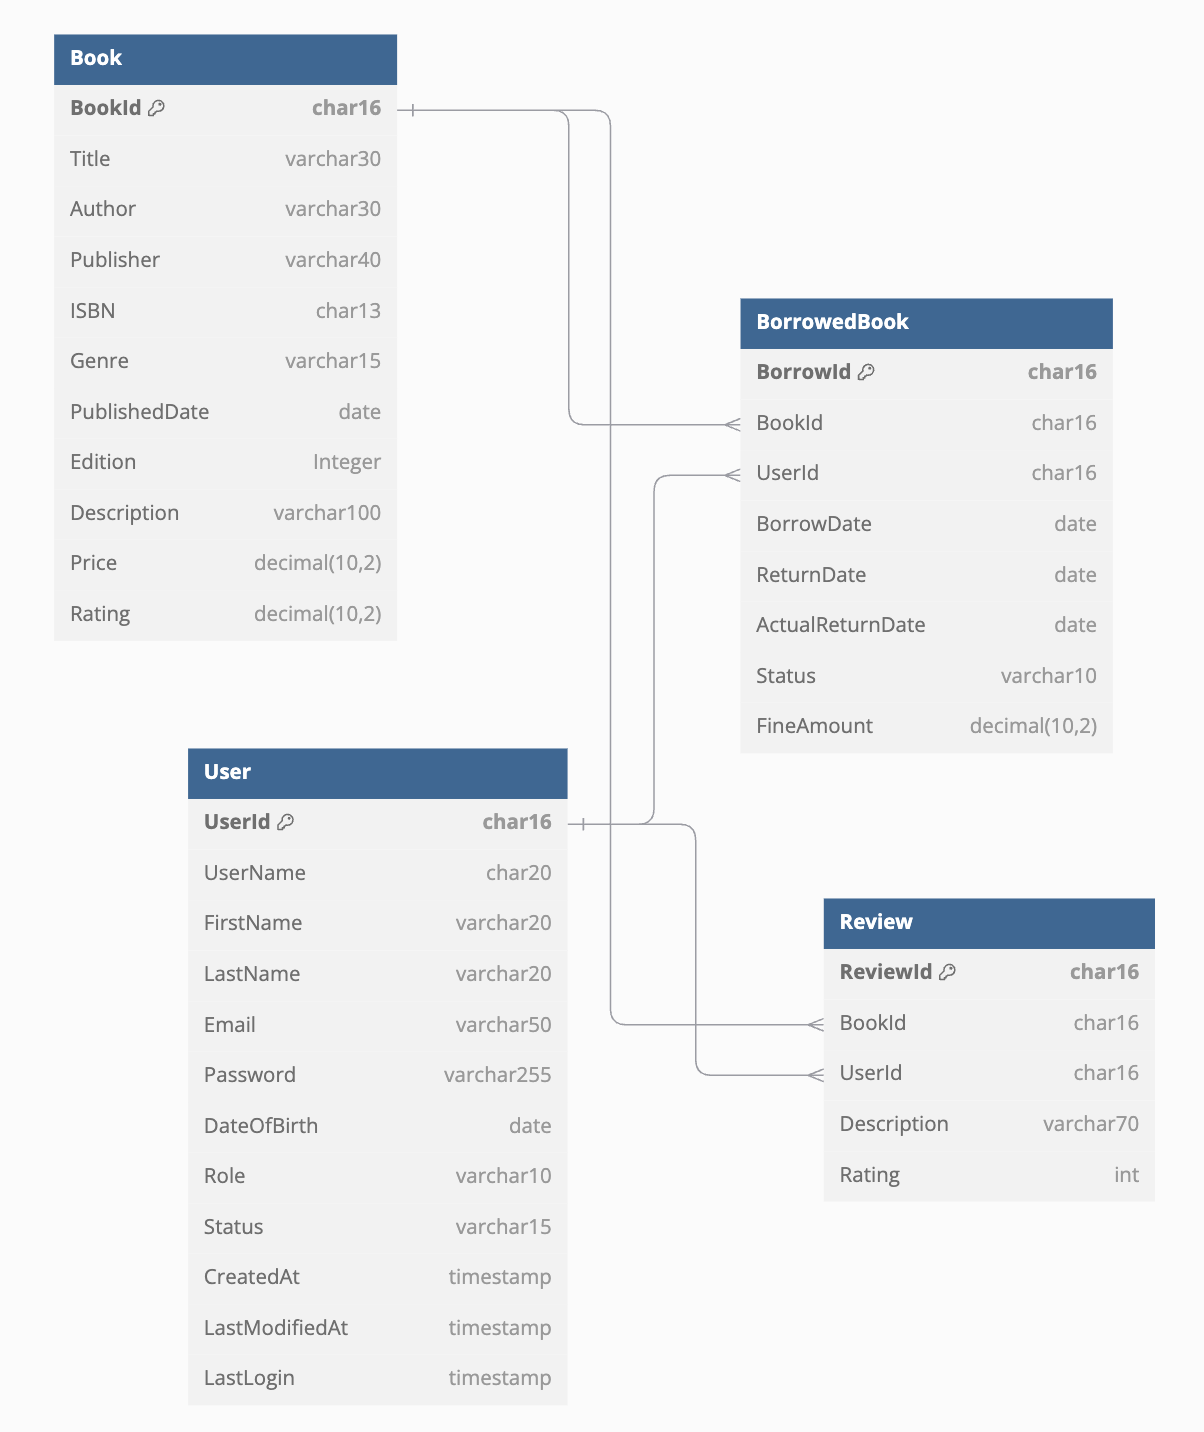 Book
BookId char16
Title varchar30
Author varchar30
Publisher varchar40
ISBN char13
Genre varchar15
PublishedDate date
Edition Integer
Description varchar100
Price decimal(10,2)
Rating decimal(10,2)
BorrowedBook
BorrowId char16
BookId char16
UserId char16
BorrowDate date
ReturnDate date
ActualReturnDate date
Status varchar10
FineAmount decimal(10,2)
User
UserId char16
UserName char20
FirstName varchar20
LastName varchar20
Email varchar50
Password varchar255
DateOfBirth date
Role varchar10
Status varchar15
CreatedAt timestamp
LastModifiedAt timestamp
LastLogin timestamp
Review
ReviewId char16
BookId char16
UserId char16
Description varchar70
Rating int